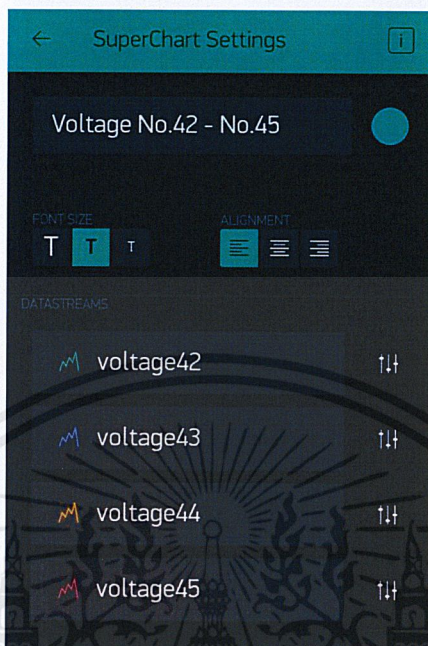 SuperChart Settings
i
Voltage No.42 - No.45
FONT SIZE
ALIGNMENT
T T T
DATASTREAMS
voltage42
voltage43
voltage44
voltage45